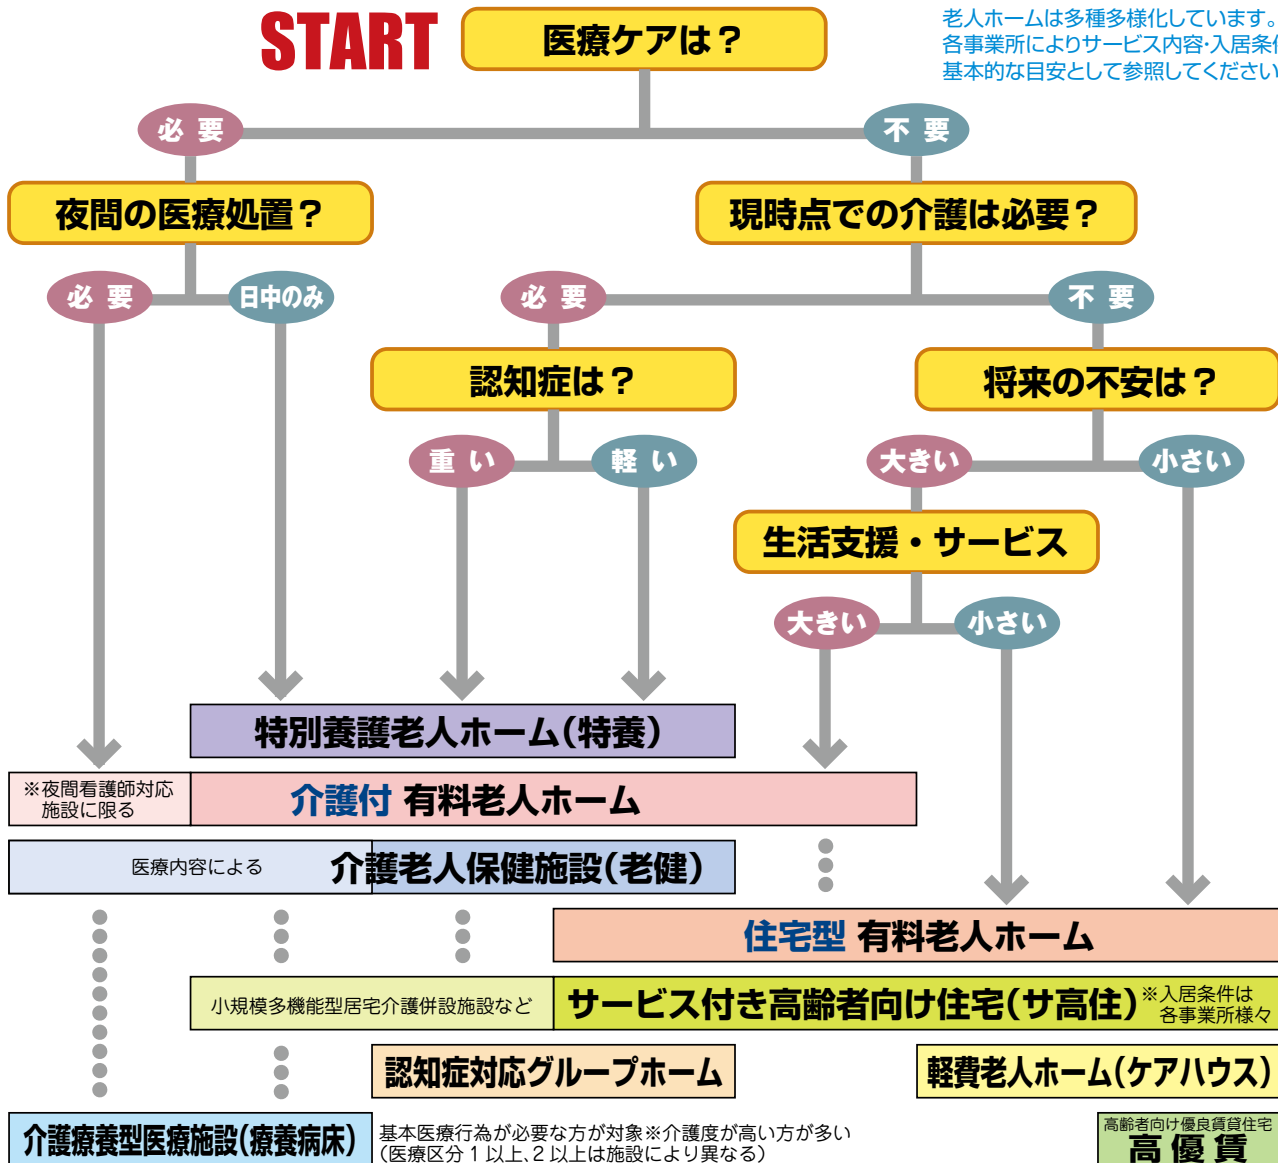 START
医療ケアは？
老人ホームは多種多様化しています。
各事業所によりサービス内容・入居条件
基本的な目安として参照してください
必要
不要
夜間の医療処置？
現時点での介護は必要？
必要
日中のみ
必要
不要
認知症は？
将来の不安は？
重い
軽い
大きい
小さい
生活支援・サービス
大きい
小さい
特別養護老人ホーム(特養)
※夜間看護師対応
施設に限る
介護付 有料老人ホーム
医療内容による
介護老人保健施設(老健)
住宅型 有料老人ホーム
小規模多機能型居宅介護併設施設など
サービス付き高齢者向け住宅(サ高住)
※入居条件は
各事業所様々
認知症対応グループホーム
軽費老人ホーム(ケアハウス)
介護療養型医療施設(療養病床)
基本医療行為が必要な方が対象※介護度が高い方が多い
(医療区分1以上、2以上は施設により異なる)
高齢者向け優良賃貸住宅
高優賃